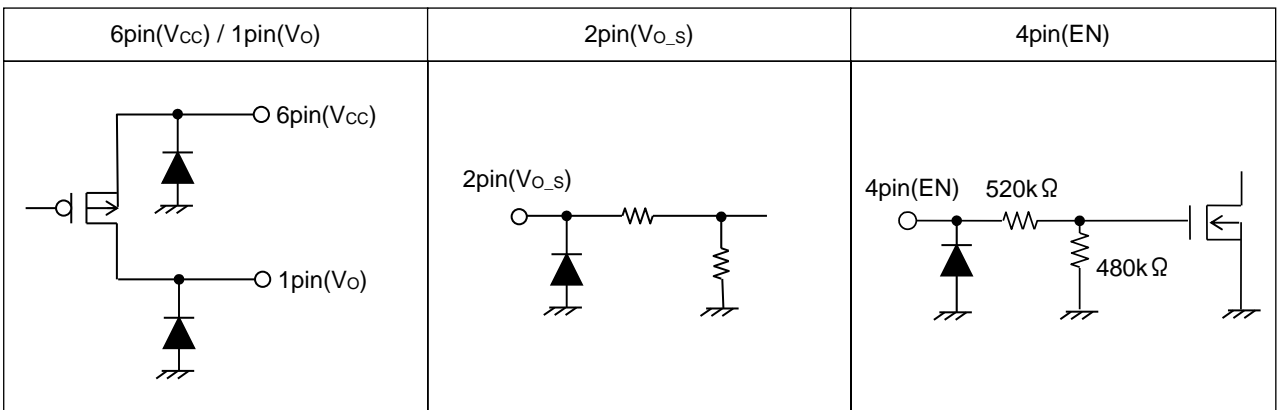 6pin(Vcc) / 1pin(Vo)
2pin(Vo_s)
4pin(EN)
6pin(Vcc)
1pin(Vo)
2pin(Vo_s)
4pin(EN)
520kΩ
480kΩ